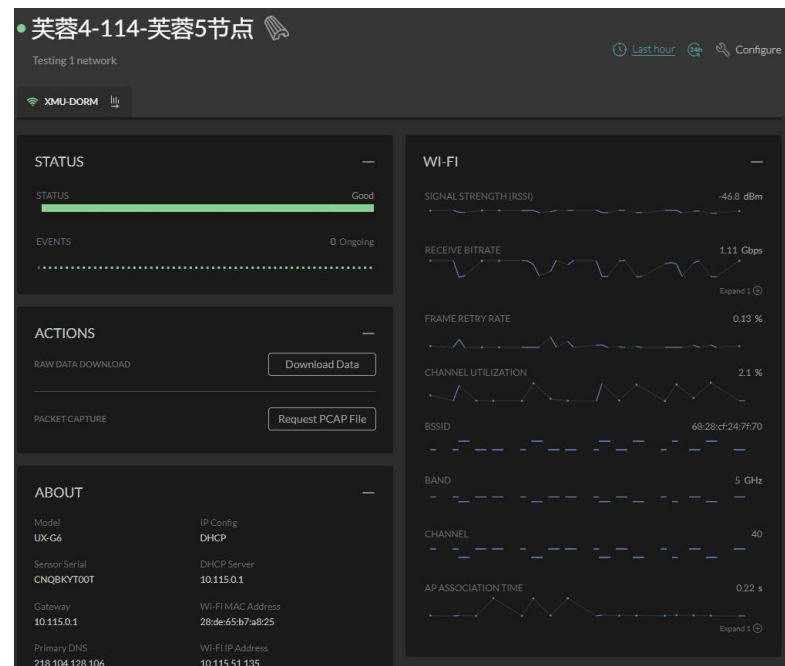 芙蓉4-114-芙蓉5节点
Testing 1 network
Last hour
24h
Configure
XMU-DORM
STATUS
STATUS
Good
EVENTS
0 Ongoing
ACTIONS
RAW DATA DOWNLOAD
Download Data
PACKET CAPTURE
Request PCAP File
ABOUT
Model
IP Config
UX-G6
DHCP
Sensor Serial
DHCP Server
CNQBKYT00T
10.115.0.1
Gateway
Wi-Fi MAC Address
10.115.0.1
28:de:65:b7:a8:25
Primary DNS
Wi-Fi IP Address
218.104.128.106
10.115.51.135
WI-FI
SIGNAL STRENGTH (RSSI)
-46.8 dBm
RECEIVE BITRATE
1.11 Gbps
Expand 1
FRAME RETRY RATE
0.13 %
CHANNEL UTILIZATION
2.1 %
BSSID
68:28:cf:24:7f:70
BAND
5 GHz
CHANNEL
40
AP ASSOCIATION TIME
0.22 s
Expand 1